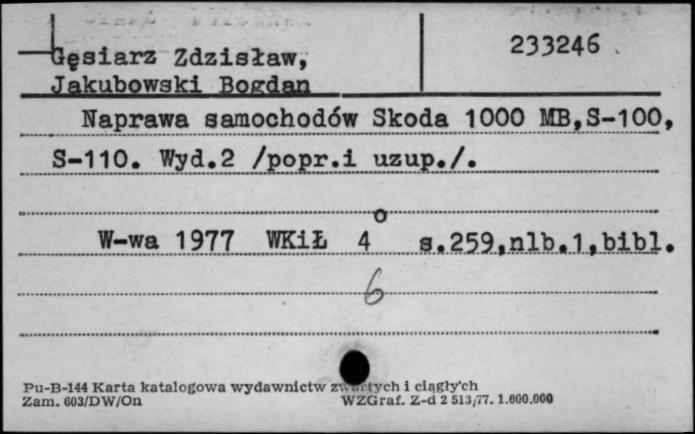 Gęsiarz Zdzisław,
233246
Jakubowski Bogdan
Naprawa samochodów Skoda 1000 MB,S-100,
S-110. Wyd.2 /popr.i uzup./.
W-wa 1977 WKiŁ 4° s.259,nlb.1,bibl.
6
Pu-B-144 Karta katalogowa wydawnictw zwartych i ciągłych
Zam. 603/DW/On WZGraf. Z-d 2 513/77. 1.600.000